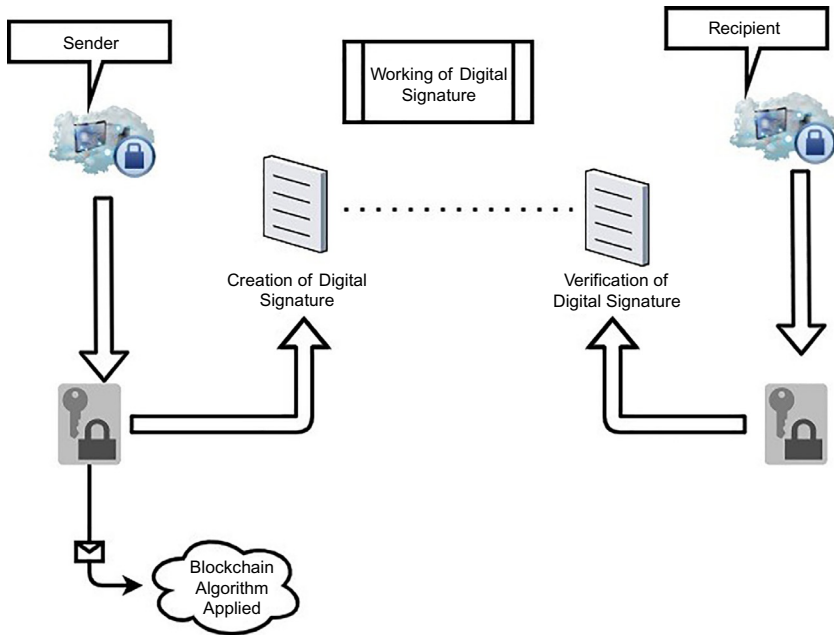 Sender
Recipient
Working of Digital
Signature
Creation of Digital
Signature
Verification of
Digital Signature
Blockchain
Algorithm
Applied